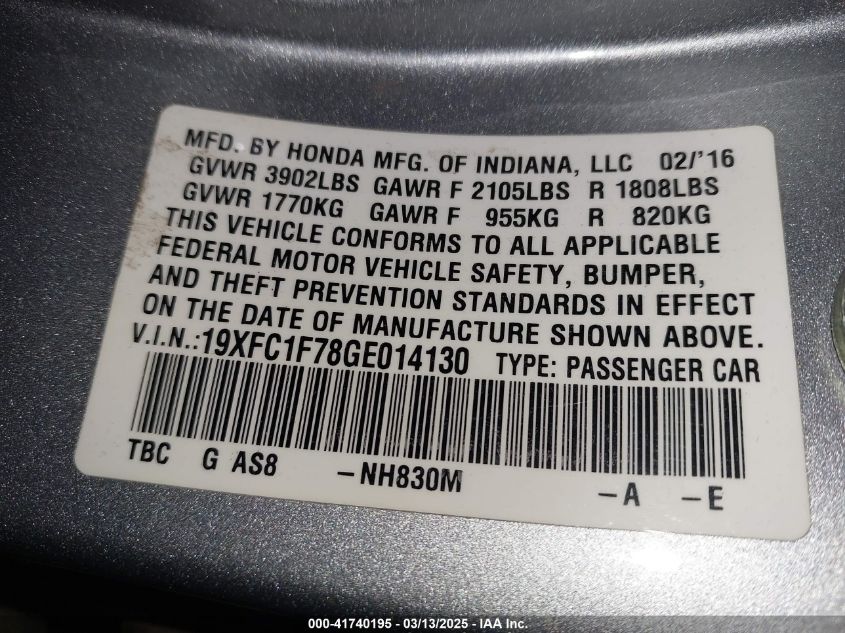 MFD. BY HONDA MFG. OF INDIANA, LLC 02/'16
GVWR 3902LBS GAWR F 2105LBS R 1808LBS
GVWR 1770KG GAWR F 955KG R 820KG
THIS VEHICLE CONFORMS TO ALL APPLICABLE
FEDERAL MOTOR VEHICLE SAFETY, BUMPER,
AND THEFT PREVENTION STANDARDS IN EFFECT
ON THE DATE OF MANUFACTURE SHOWN ABOVE.
V.I.N.:19XFC1F78GE014130 TYPE: PASSENGER CAR
TBC G AS8 -NH830M -A -E
000-41740195 - 03/13/2025 - IAA Inc.